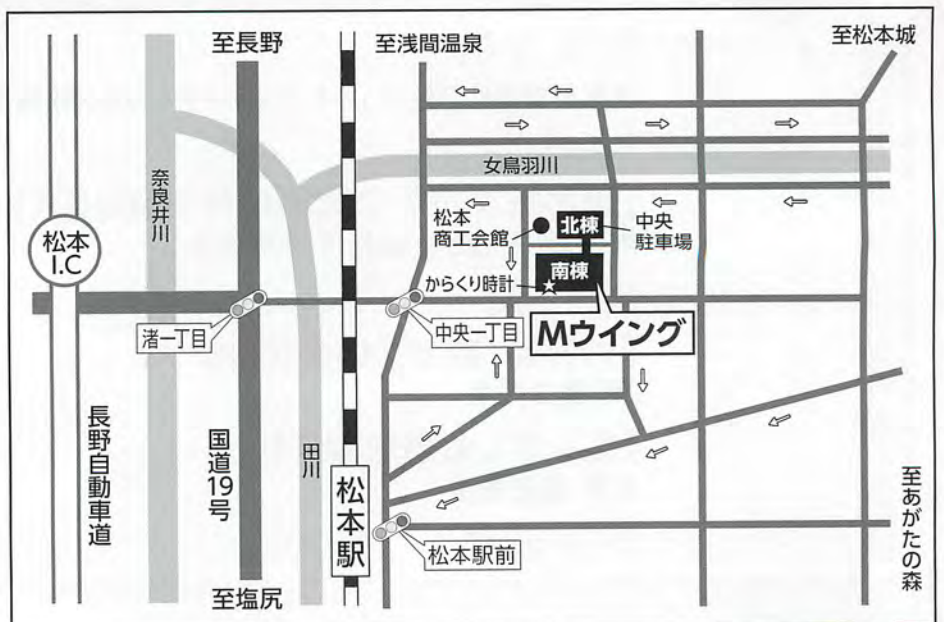 至長野
至浅間温泉
至松本城
奈良井川
女鳥羽川
松本
I.C
松本
商工会館
北棟
中央
駐車場
からくり時計
南棟
渚一丁目
中央一丁目
Mウイング
長野自動車道
国道19号
田川
松本駅
松本駅前
至あがたの森
至塩尻